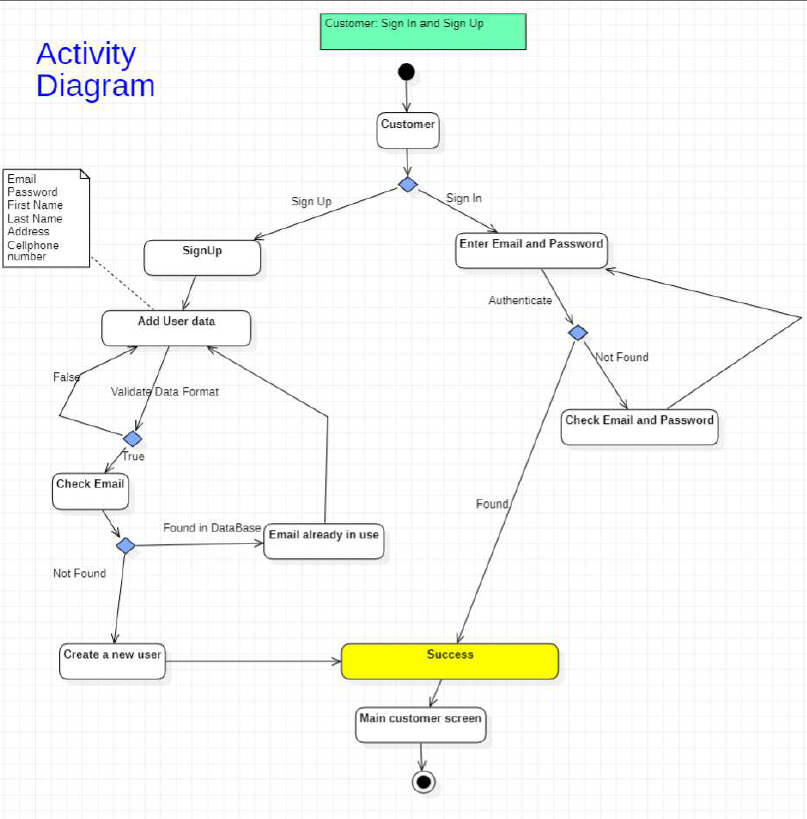 Customer: Sign In and Sign Up
Activity
Diagram
Customer
Sign Up
Sign In
Email
Password
First Name
Last Name
Address
Cellphone
number
SignUp
Enter Email and Password
Authenticate
Add User data
Not Found
False
Validate Data Format
Check Email and Password
True
Check Email
Found
Found in DataBase
Email already in use
Not Found
Create a new user
Success
Main customer screen